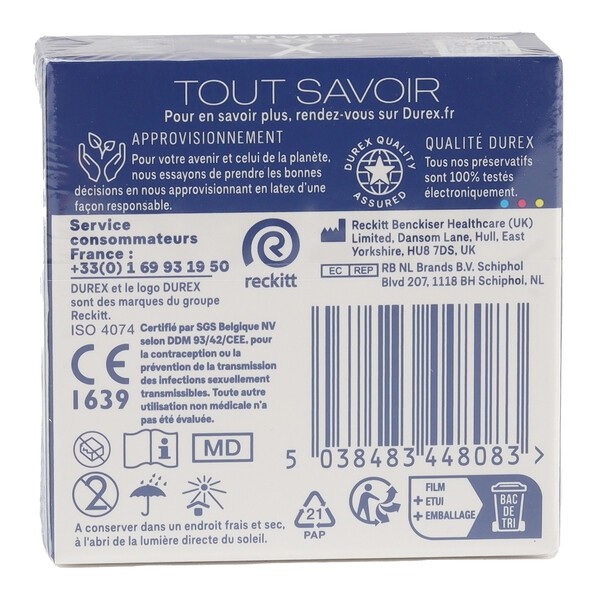 TOUT SAVOIR
Pour en savoir plus, rendez-vous sur Durex.fr
APPROVISIONNEMENT
Pour votre avenir et celui de la planète,
nous essayons de prendre les bonnes
décisions en nous approvisionnant en latex d'une
façon responsable.
DUREX QUALITY
ASSURED
QUALITÉ DUREX
Tous nos préservatifs
sont 100% testés
électroniquement.
Service
consommateurs
France :
+33(0) 1 69 93 19 50
DUREX et le logo DUREX
sont des marques du groupe
Reckitt.
reckitt
Reckitt Benckiser Healthcare (UK)
Limited, Dansom Lane, Hull, East
Yorkshire, HU8 7DS, UK
EC REP
RB NL Brands B.V. Schiphol
Blvd 207, 1118 BH Schiphol, NL
ISO 4074
CE
1639
Certifié par SGS Belgique NV
selon DDM 93/42/CEE, pour
la contraception ou la
prévention de la transmission
des infections sexuellement
transmissibles. Toute autre
utilisation non médicale n'a
pas été évaluée.
i
MD
2
A conserver dans un endroit frais et sec,
à l'abri de la lumière directe du soleil.
5 038483 448083 >
21
PAP
FILM
+ ETUI
+ EMBALLAGE
BAC
DE
TRI